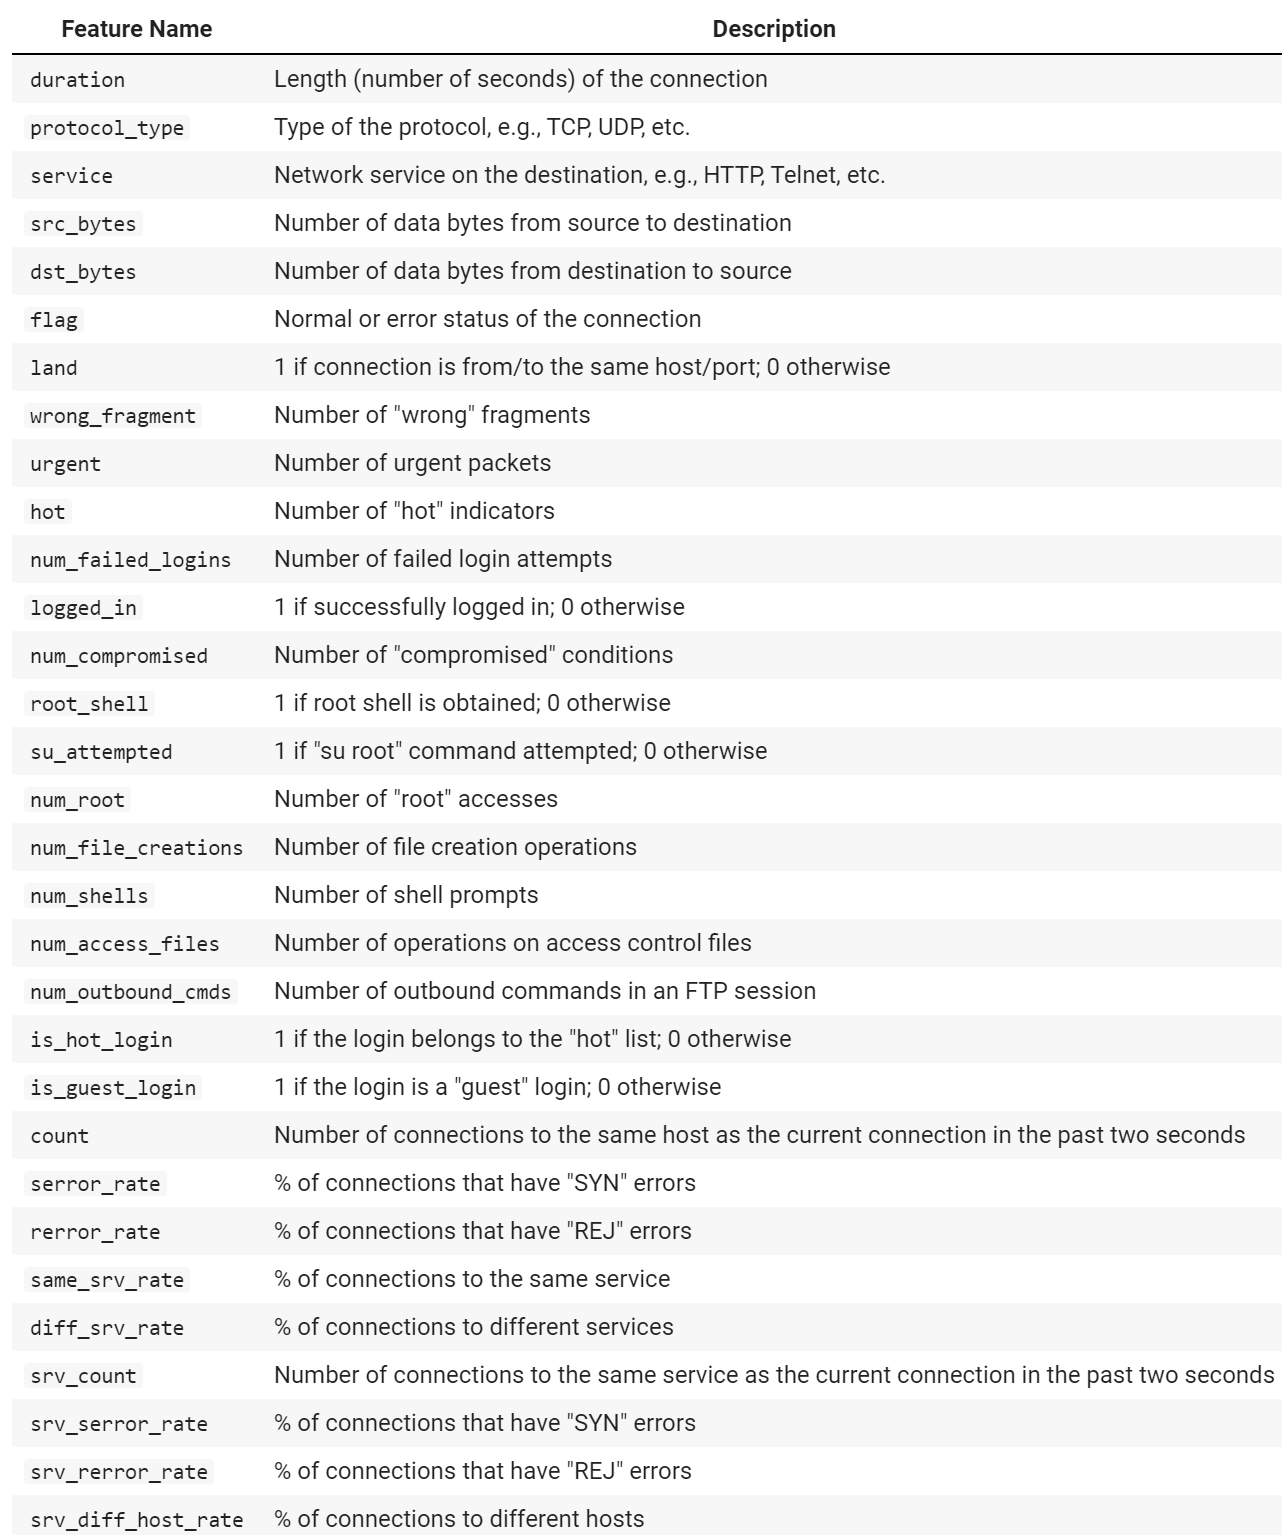 Feature Name Description
duration Length (number of seconds) of the connection
protocol_type Type of the protocol, e.g., TCP, UDP, etc.
service Network service on the destination, e.g., HTTP, Telnet, etc.
src_bytes Number of data bytes from source to destination
dst_bytes Number of data bytes from destination to source
flag Normal or error status of the connection
land 1 if connection is from/to the same host/port; 0 otherwise
wrong_fragment Number of "wrong" fragments
urgent Number of urgent packets
hot Number of "hot" indicators
num_failed_logins Number of failed login attempts
logged_in 1 if successfully logged in; 0 otherwise
num_compromised Number of "compromised" conditions
root_shell 1 if root shell is obtained; 0 otherwise
su_attempted 1 if "su root" command attempted; 0 otherwise
num_root Number of "root" accesses
num_file_creations Number of file creation operations
num_shells Number of shell prompts
num_access_files Number of operations on access control files
num_outbound_cmds Number of outbound commands in an FTP session
is_hot_login 1 if the login belongs to the "hot" list; 0 otherwise
is_guest_login 1 if the login is a "guest" login; 0 otherwise
count Number of connections to the same host as the current connection in the past two seconds
serror_rate % of connections that have "SYN" errors
rerror_rate % of connections that have "REJ" errors
same_srv_rate % of connections to the same service
diff_srv_rate % of connections to different services
srv_count Number of connections to the same service as the current connection in the past two seconds
srv_serror_rate % of connections that have "SYN" errors
srv_rerror_rate % of connections that have "REJ" errors
srv_diff_host_rate % of connections to different hosts